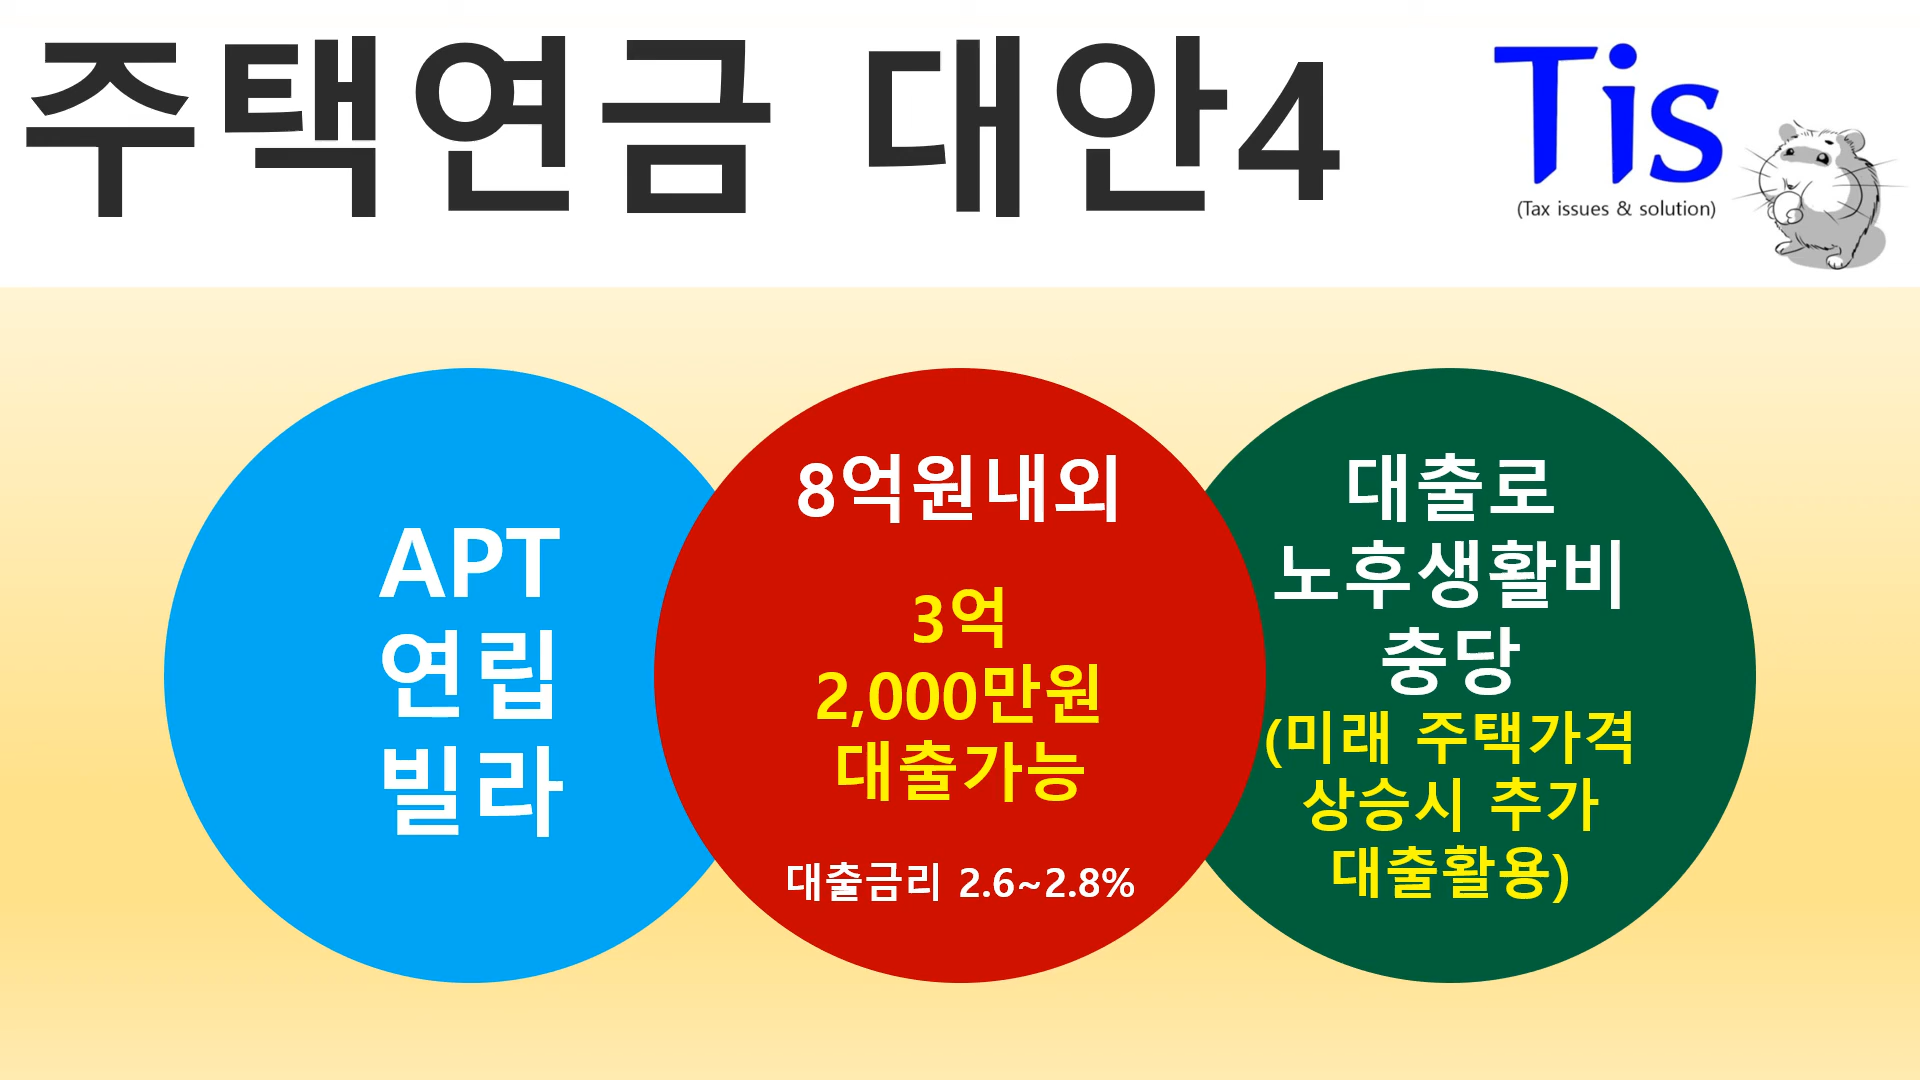 주택연금 대안4
Tis
(Tax issues & solution)
APT
연립
빌라
8억원내외
3억
2,000만원
대출가능
대출금리 2.6~2.8%
대출로
노후생활비
충당
(미래 주택가격
상승시 추가
대출활용)